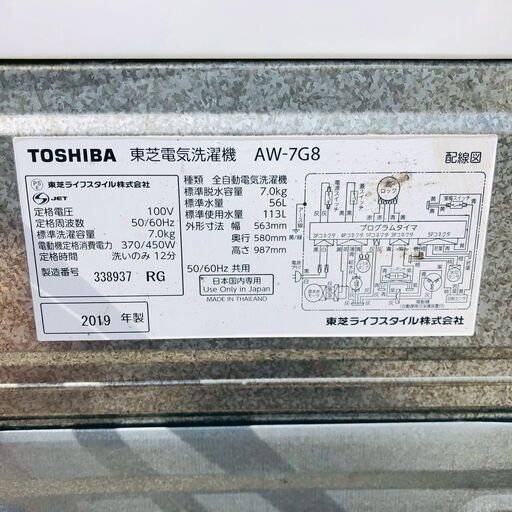 TOSHIBA 東芝電気洗濯機 AW-7G8
配線図
PS
E
JET
東芝ライフスタイル株式会社
定格電圧 100V
定格周波数 50/60Hz
標準洗濯容量 7.0kg
電動機定格消費電力 370/450W
定格時間 洗いのみ 12分
製造番号 338937 RG
2019 年製
種類 全自動電気洗濯機
標準脱水容量 7.0kg
標準水量 56L
標準使用水量 113L
外形寸法 幅 563mm
奥行 580mm
高さ 987mm
50/60Hz 共用
日本国内専用
Use Only in Japan
MADE IN THAILAND
ロック
プログラムタイマ
電動機
東芝ライフスタイル株式会社